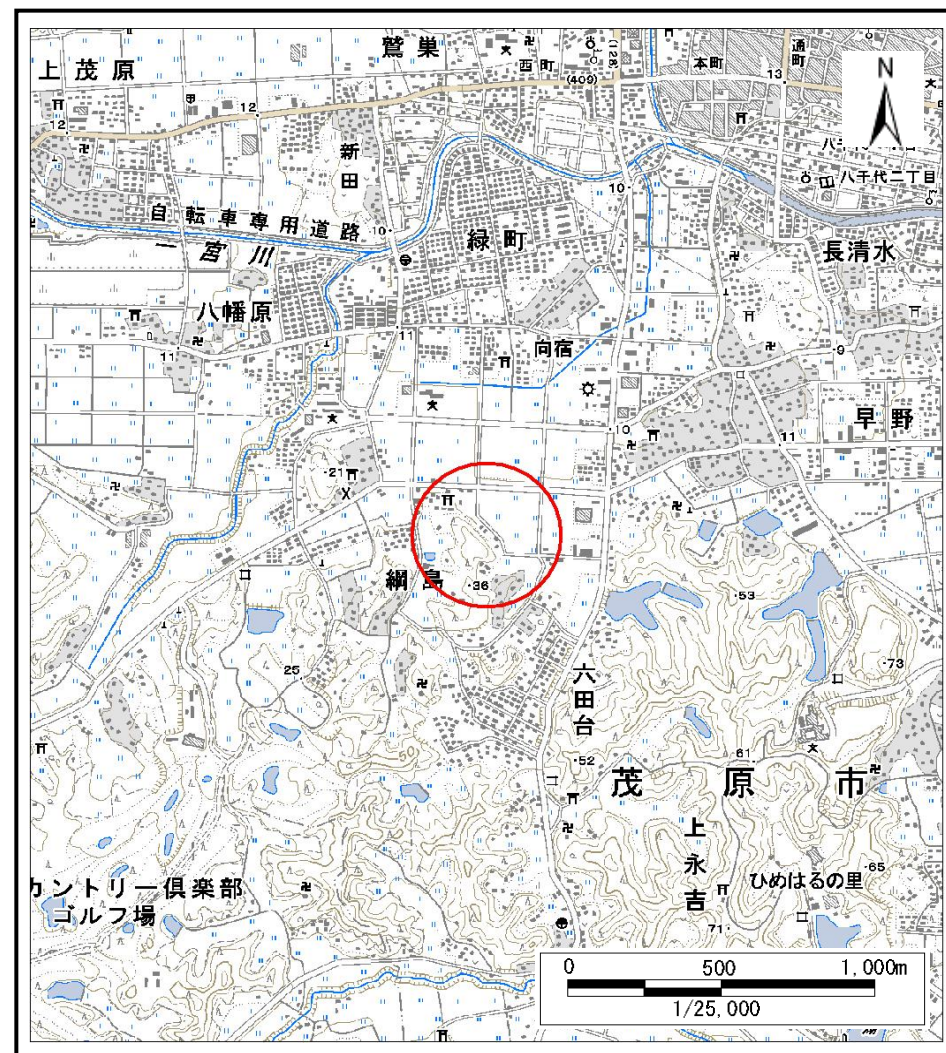 上茂原
鷲巣
西町
(128)
本町
通町
13
(409)
N
12
12
新田
10
10
八千代二丁目
自転車専用道路
一宮川
緑町
長清水
八幡原
11
11
向宿
9
10
早野
11
21
綱島
36
53
25
六田台
73
52
61
茂原市
上永吉
65
ひめはるの里
カントリー倶楽部
ゴルフ場
71
0 500 1,000m
1/25,000